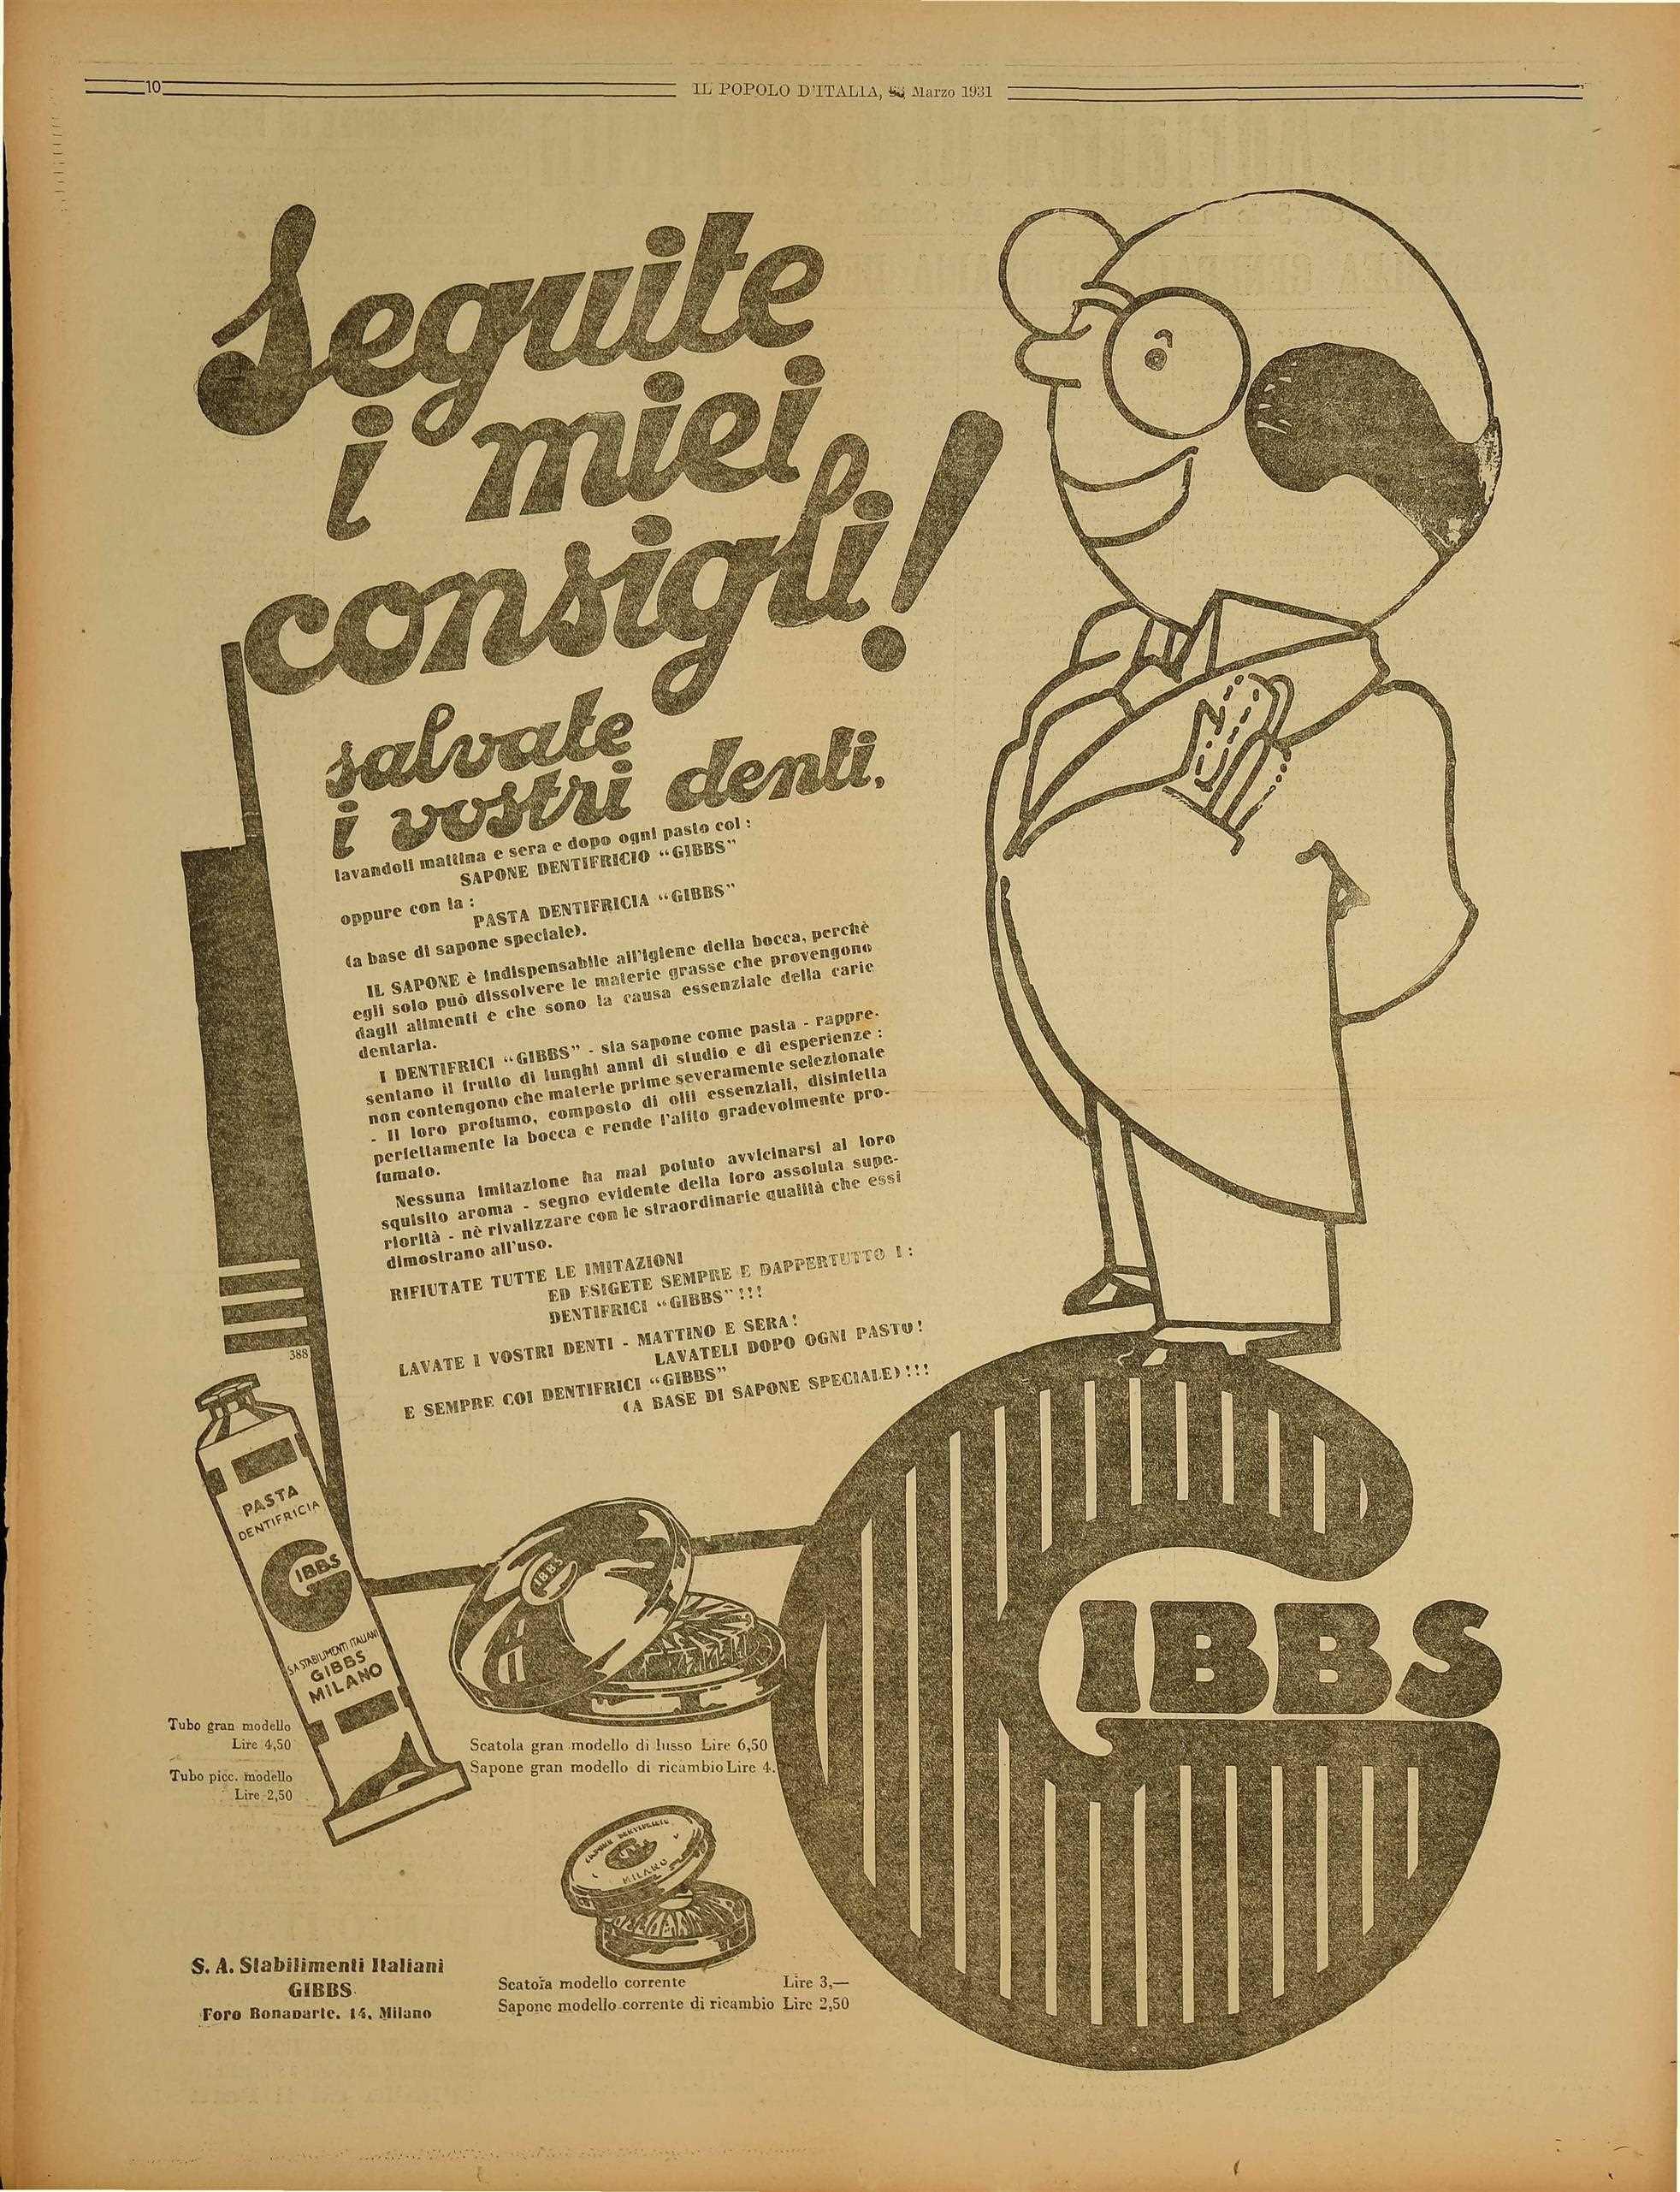 10
IL POPOLO D'ITALIA, Marzo 1931
Seguite
i miei
consigli!
salvate
i vostri denti,
lavandoli mattina e sera e dopo ogni pasto col :
SAPONE DENTIFRICIO “GIBBS”
oppure con la :
PASTA DENTIFRICIA “GIBBS”
(a base di sapone speciale).
IL SAPONE è indispensabile all'igiene della bocca, perchè
egli solo può dissolvere le materie grasse che provengono
dagli alimenti e che sono la causa essenziale della carie
dentaria.
I DENTIFRICI “GIBBS” - sia sapone come pasta - rappre-
sentano il frutto di lunghi anni di studio e di esperienze :
non contengono che materie prime severamente selezionate
- Il loro profumo, composto di olii essenziali, disinfetta
perfettamente la bocca e rende l'alito gradevolmente pro-
fumato.
Nessuna imitazione ha mai potuto avvicinarsi al loro
squisito aroma - segno evidente della loro assoluta supe-
riorità - nè rivalizzare con le straordinarie qualità che essi
dimostrano all'uso.
RIFIUTATE TUTTE LE IMITAZIONI
ED ESIGETE SEMPRE E DAPPERTUTTO I :
DENTIFRICI “GIBBS” !!!
LAVATE I VOSTRI DENTI - MATTINO E SERA!
LAVATELI DOPO OGNI PASTO!
E SEMPRE COI DENTIFRICI “GIBBS”
(A BASE DI SAPONE SPECIALE)!!!
388
PASTA
DENTIFRICIA
GIBBS
S.A STABILIMENTI ITALIANI
GIBBS
MILANO
GIBBS
GIBBS
Tubo gran modello
Lire 4,50
Tubo picc. modello
Lire 2,50
Scatola gran modello di lusso Lire 6,50
Sapone gran modello di ricambio Lire 4.
SAPONE DENTIFRICIO
MILANO
S. A. Stabilimenti Italiani
GIBBS
Foro Bonaparte, 14, Milano
Scatola modello corrente Lire 3,—
Sapone modello corrente di ricambio Lire 2,50